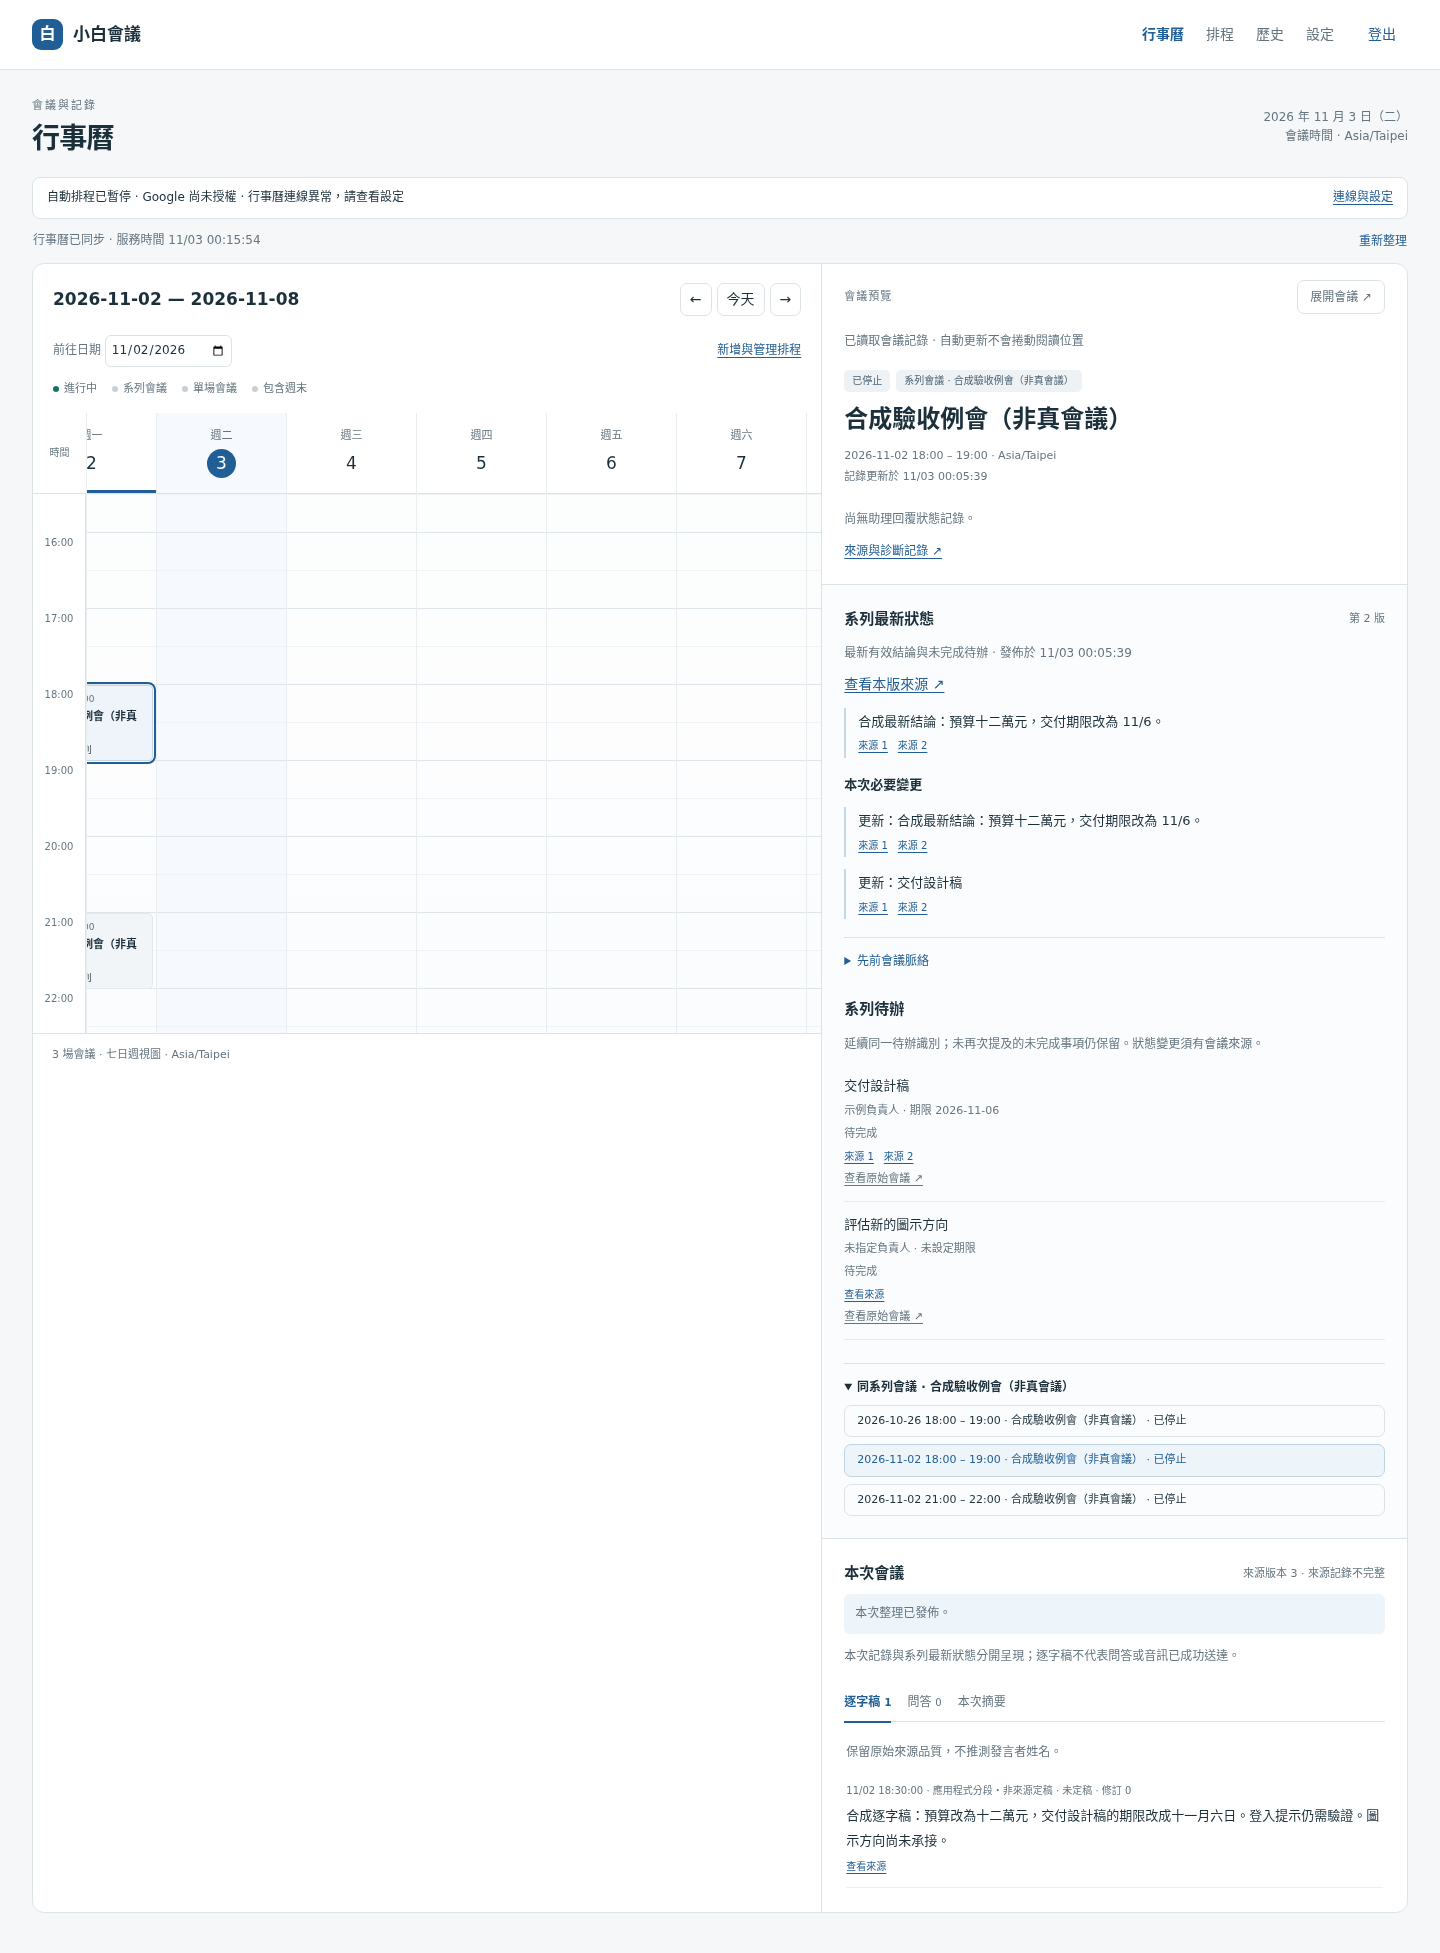 白 小白會議
行事曆 排程 歷史 設定 登出
會議與記錄
行事曆
2026 年 11 月 3 日（二）
會議時間 · Asia/Taipei
自動排程已暫停 · Google 尚未授權 · 行事曆連線異常，請查看設定
連線與設定
行事曆已同步 · 服務時間 11/03 00:15:54
重新整理
2026-11-02 — 2026-11-08
← 今天 →
前往日期 11/02/2026
新增與管理排程
進行中 系列會議 單場會議 包含週末
時間
週一 週二 週三 週四 週五 週六
2 3 4 5 6 7
16:00
17:00
18:00
00
例會（非真
列
19:00
20:00
21:00
00
例會（非真
列
22:00
3 場會議 · 七日週視圖 · Asia/Taipei
會議預覽
展開會議 ↗
已讀取會議記錄 · 自動更新不會捲動閱讀位置
已停止 系列會議 · 合成驗收例會（非真會議）
合成驗收例會（非真會議）
2026-11-02 18:00 – 19:00 · Asia/Taipei
記錄更新於 11/03 00:05:39
尚無助理回覆狀態記錄。
來源與診斷記錄 ↗
系列最新狀態
第 2 版
最新有效結論與未完成待辦 · 發佈於 11/03 00:05:39
查看本版來源 ↗
合成最新結論：預算十二萬元，交付期限改為 11/6。
來源 1 來源 2
本次必要變更
更新：合成最新結論：預算十二萬元，交付期限改為 11/6。
來源 1 來源 2
更新：交付設計稿
來源 1 來源 2
▶ 先前會議脈絡
系列待辦
延續同一待辦識別；未再次提及的未完成事項仍保留。狀態變更須有會議來源。
交付設計稿
示例負責人 · 期限 2026-11-06
待完成
來源 1 來源 2
查看原始會議 ↗
評估新的圖示方向
未指定負責人 · 未設定期限
待完成
查看來源
查看原始會議 ↗
▼ 同系列會議 · 合成驗收例會（非真會議）
2026-10-26 18:00 – 19:00 · 合成驗收例會（非真會議） · 已停止
2026-11-02 18:00 – 19:00 · 合成驗收例會（非真會議） · 已停止
2026-11-02 21:00 – 22:00 · 合成驗收例會（非真會議） · 已停止
本次會議
來源版本 3 · 來源記錄不完整
本次整理已發佈。
本次記錄與系列最新狀態分開呈現；逐字稿不代表問答或音訊已成功送達。
逐字稿 1 問答 0 本次摘要
保留原始來源品質，不推測發言者姓名。
11/02 18:30:00 · 應用程式分段・非來源定稿 · 未定稿 · 修訂 0
合成逐字稿：預算改為十二萬元，交付設計稿的期限改成十一月六日。登入提示仍需驗證。圖
示方向尚未承接。
查看來源